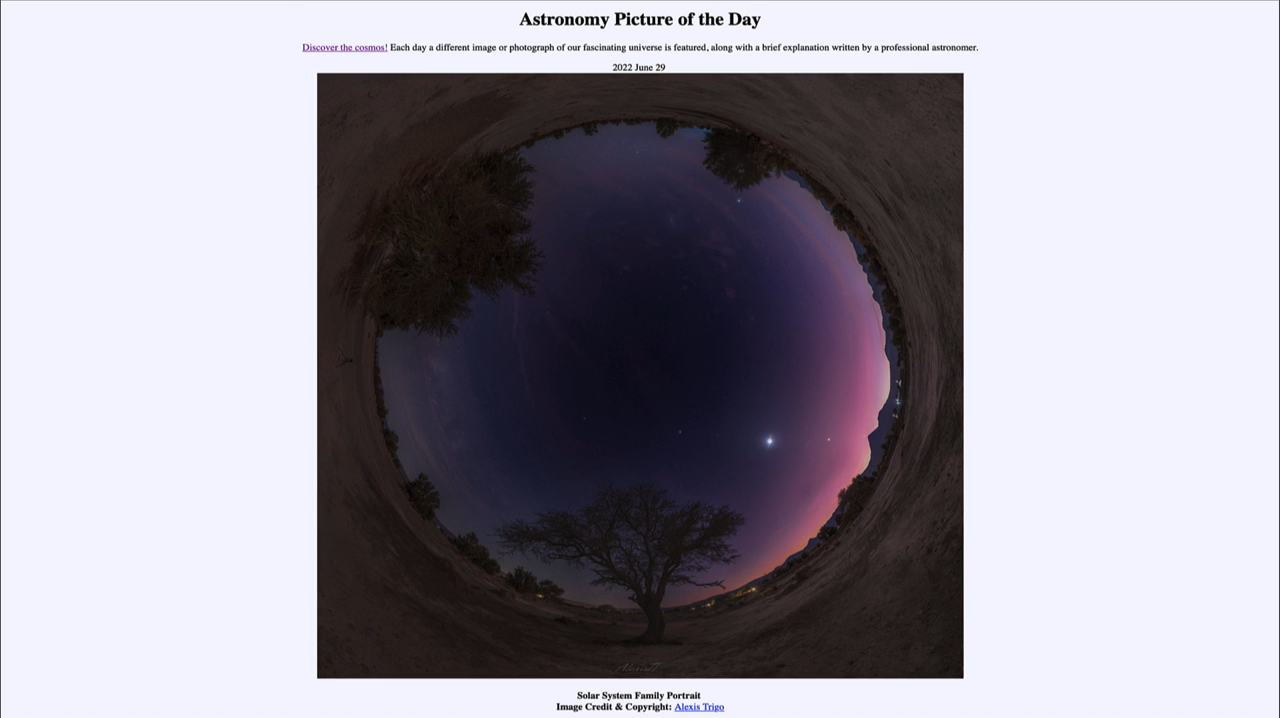 Astronomy Picture of the Day
Discover the cosmos! Each day a different image or photograph of our fascinating universe is featured, along with a brief explanation written by a professional astronomer.
2022 June 29
Solar System Family Portrait
Image Credit & Copyright: Alexis Trigo